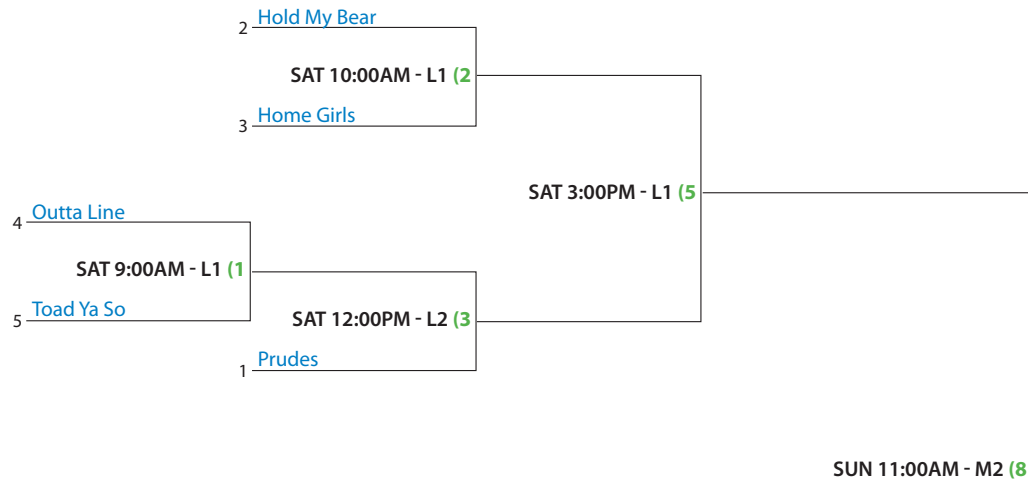 2 Hold My Bear
SAT 10:00AM - L1 (2
3 Home Girls
SAT 3:00PM - L1 (5
4 Outta Line
SAT 9:00AM - L1 (1
5 Toad Ya So
SAT 12:00PM - L2 (3
1 Prudes
SUN 11:00AM - M2 (8